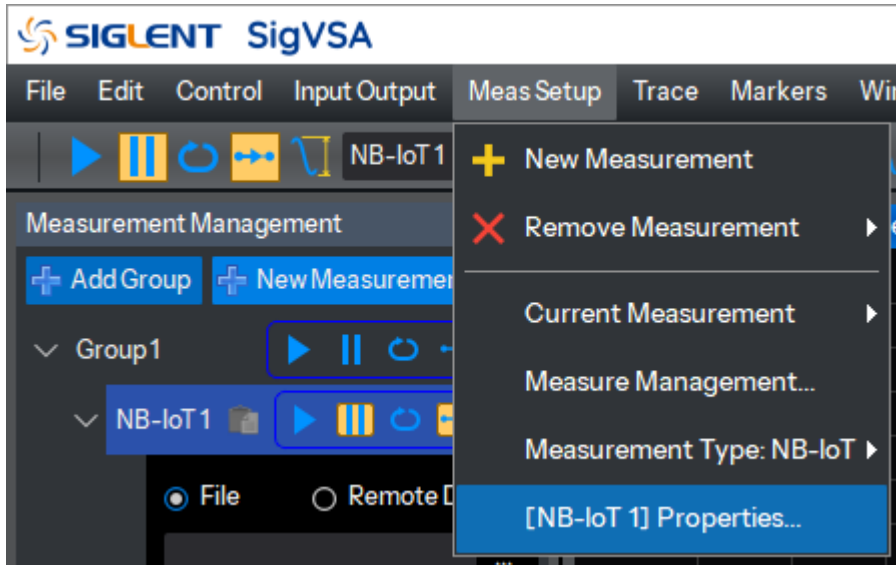 SIGLENT SigVSA
File Edit Control Input Output Meas Setup Trace Markers
NB-IoT 1
New Measurement
Measurement Management
Remove Measurement
Add Group
Current Measurement
Group1
Measure Management...
NB-IoT 1
Measurement Type: NB-IoT
File Remote
[NB-IoT 1] Properties...